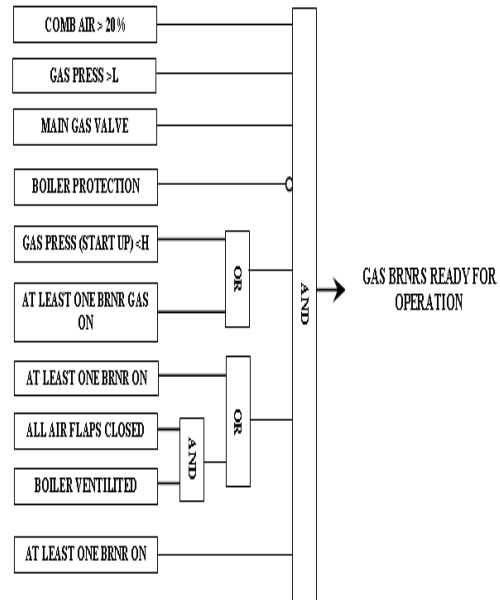 COMB AIR > 20%
GAS PRESS >L
MAIN GAS VALVE
BOILER PROTECTION
GAS PRESS (START UP) <H
AT LEAST ONE BRNR GAS
ON
OR
AT LEAST ONE BRNR ON
ALL AIR FLAPS CLOSED
BOILER VENTILITED
AND
OR
AT LEAST ONE BRNR ON
AND
GAS BRNRS READY FOR
OPERATION